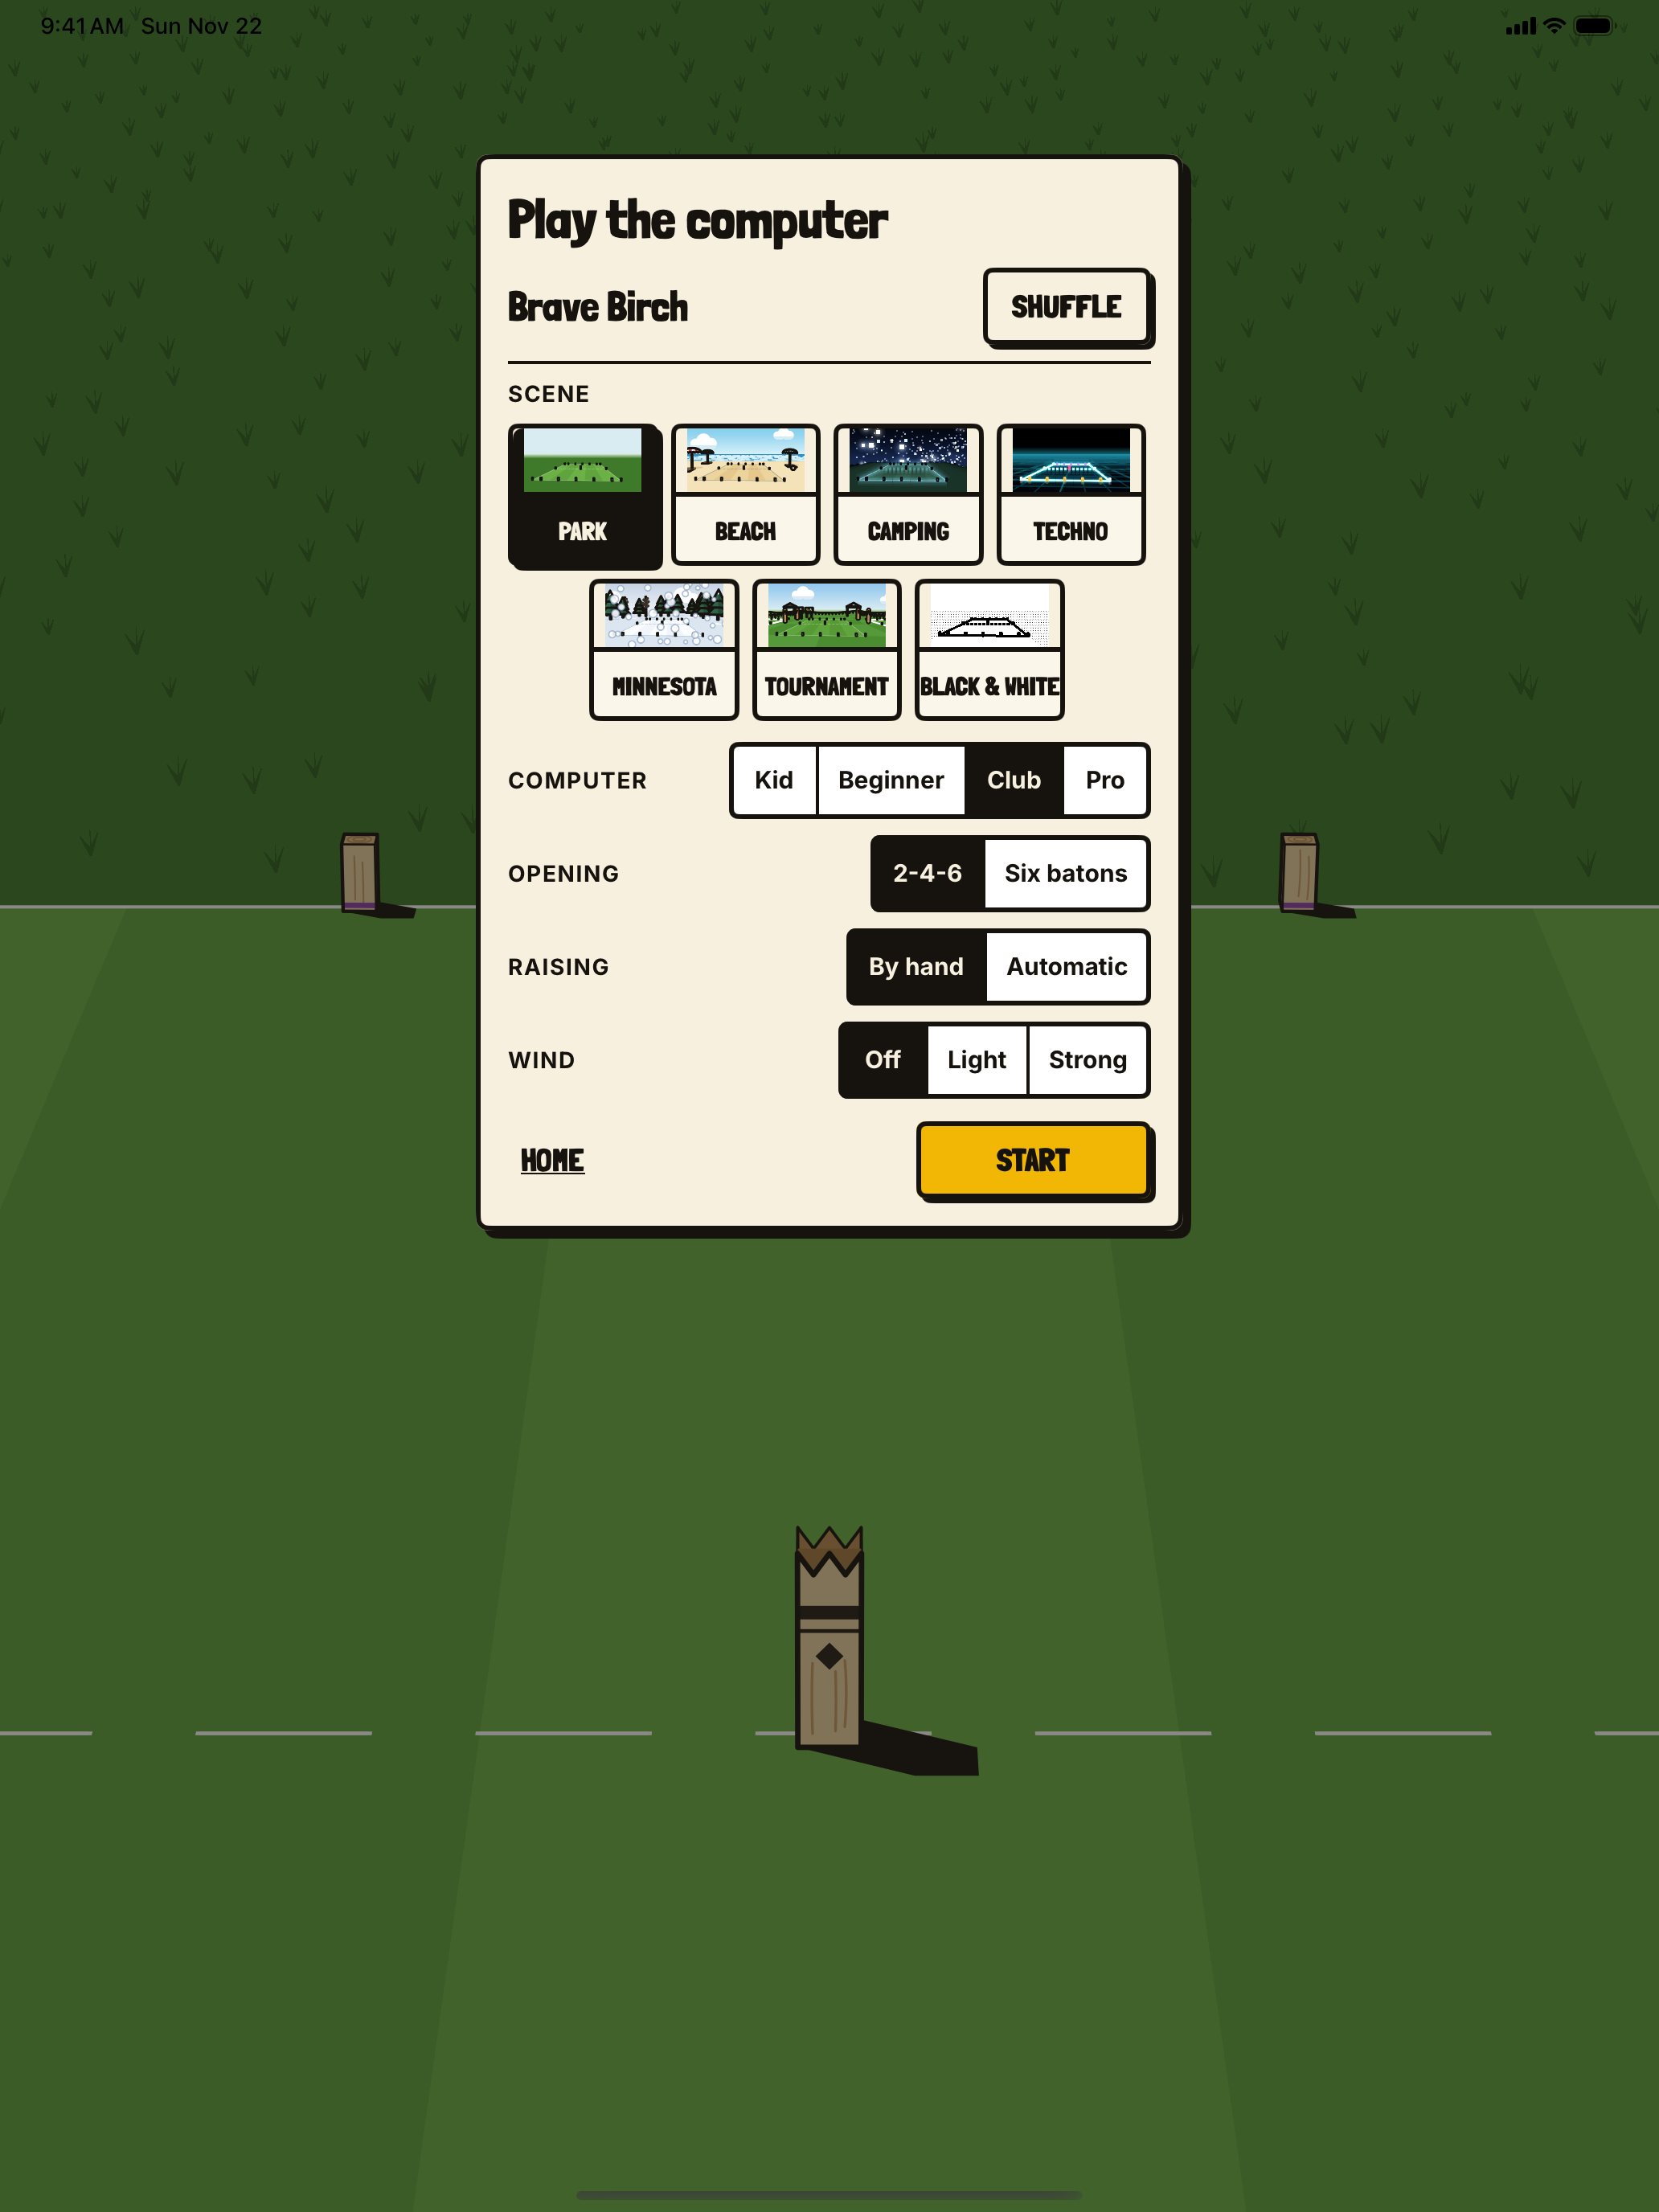 9:41 AM Sun Nov 22
Play the computer
Brave Birch SHUFFLE
SCENE
PARK BEACH CAMPING TECHNO
MINNESOTA TOURNAMENT BLACK & WHITE
COMPUTER Kid Beginner Club Pro
OPENING 2-4-6 Six batons
RAISING By hand Automatic
WIND Off Light Strong
HOME START